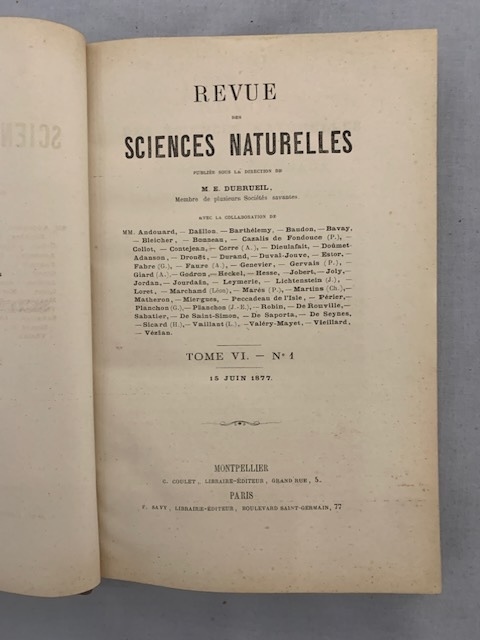 REVUE
DES
SCIENCES NATURELLES
PUBLIÉE SOUS LA DIRECTION DE
M. E. DUBRUEIL,
Membre de plusieurs Sociétés savantes
AVEC LA COLLABORATION DE
MM. Andouard, — Baillon. — Barthélemy, — Baudon, — Bavay,
— Bleicher, — Bonneau, — Cazalis de Fondouce (P.), —
Collot, — Contejean, — Corre (A.), — Dieulafait, — Doûmet-
Adanson, — Drouët, — Durand, — Duval-Jouve, — Estor. —
Fabre (G.), — Faure (A.), — Genevier, — Gervais (P.), —
Giard (A.), — Godron, — Heckel, — Hesse, — Jobert, — Joly, —
Jordan, — Jourdain, — Leymerie, — Lichtenstein (J.), —
Loret, — Marchand (Léon), — Marès (P.), — Martins (Ch.), —
Matheron, — Miergues, — Peccadeau de l'Isle, — Périer, —
Planchon (G.), — Planchon (J.-E.), — Robin, — De Rouville, —
Sabatier, — De Saint-Simon, — De Saporta, — De Seynes,
— Sicard (H.), — Vaillant (L.), — Valéry-Mayet, — Vieillard,
— Vézian.
TOME VI. — N° 1
15 JUIN 1877.
MONTPELLIER
C. COULET, LIBRAIRE-ÉDITEUR, GRAND'RUE, 5.
PARIS
F. SAVY, LIBRAIRE-ÉDITEUR, BOULEVARD SAINT-GERMAIN, 77